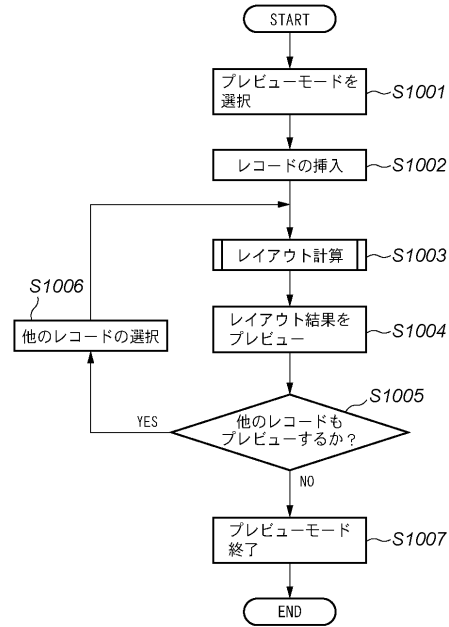 START
プレビューモードを
選択
S1001
レコードの挿入
S1002
レイアウト計算
S1003
S1006
他のレコードの選択
レイアウト結果を
プレビュー
S1004
S1005
他のレコードも
プレビューするか？
YES
NO
プレビューモード
終了
S1007
END